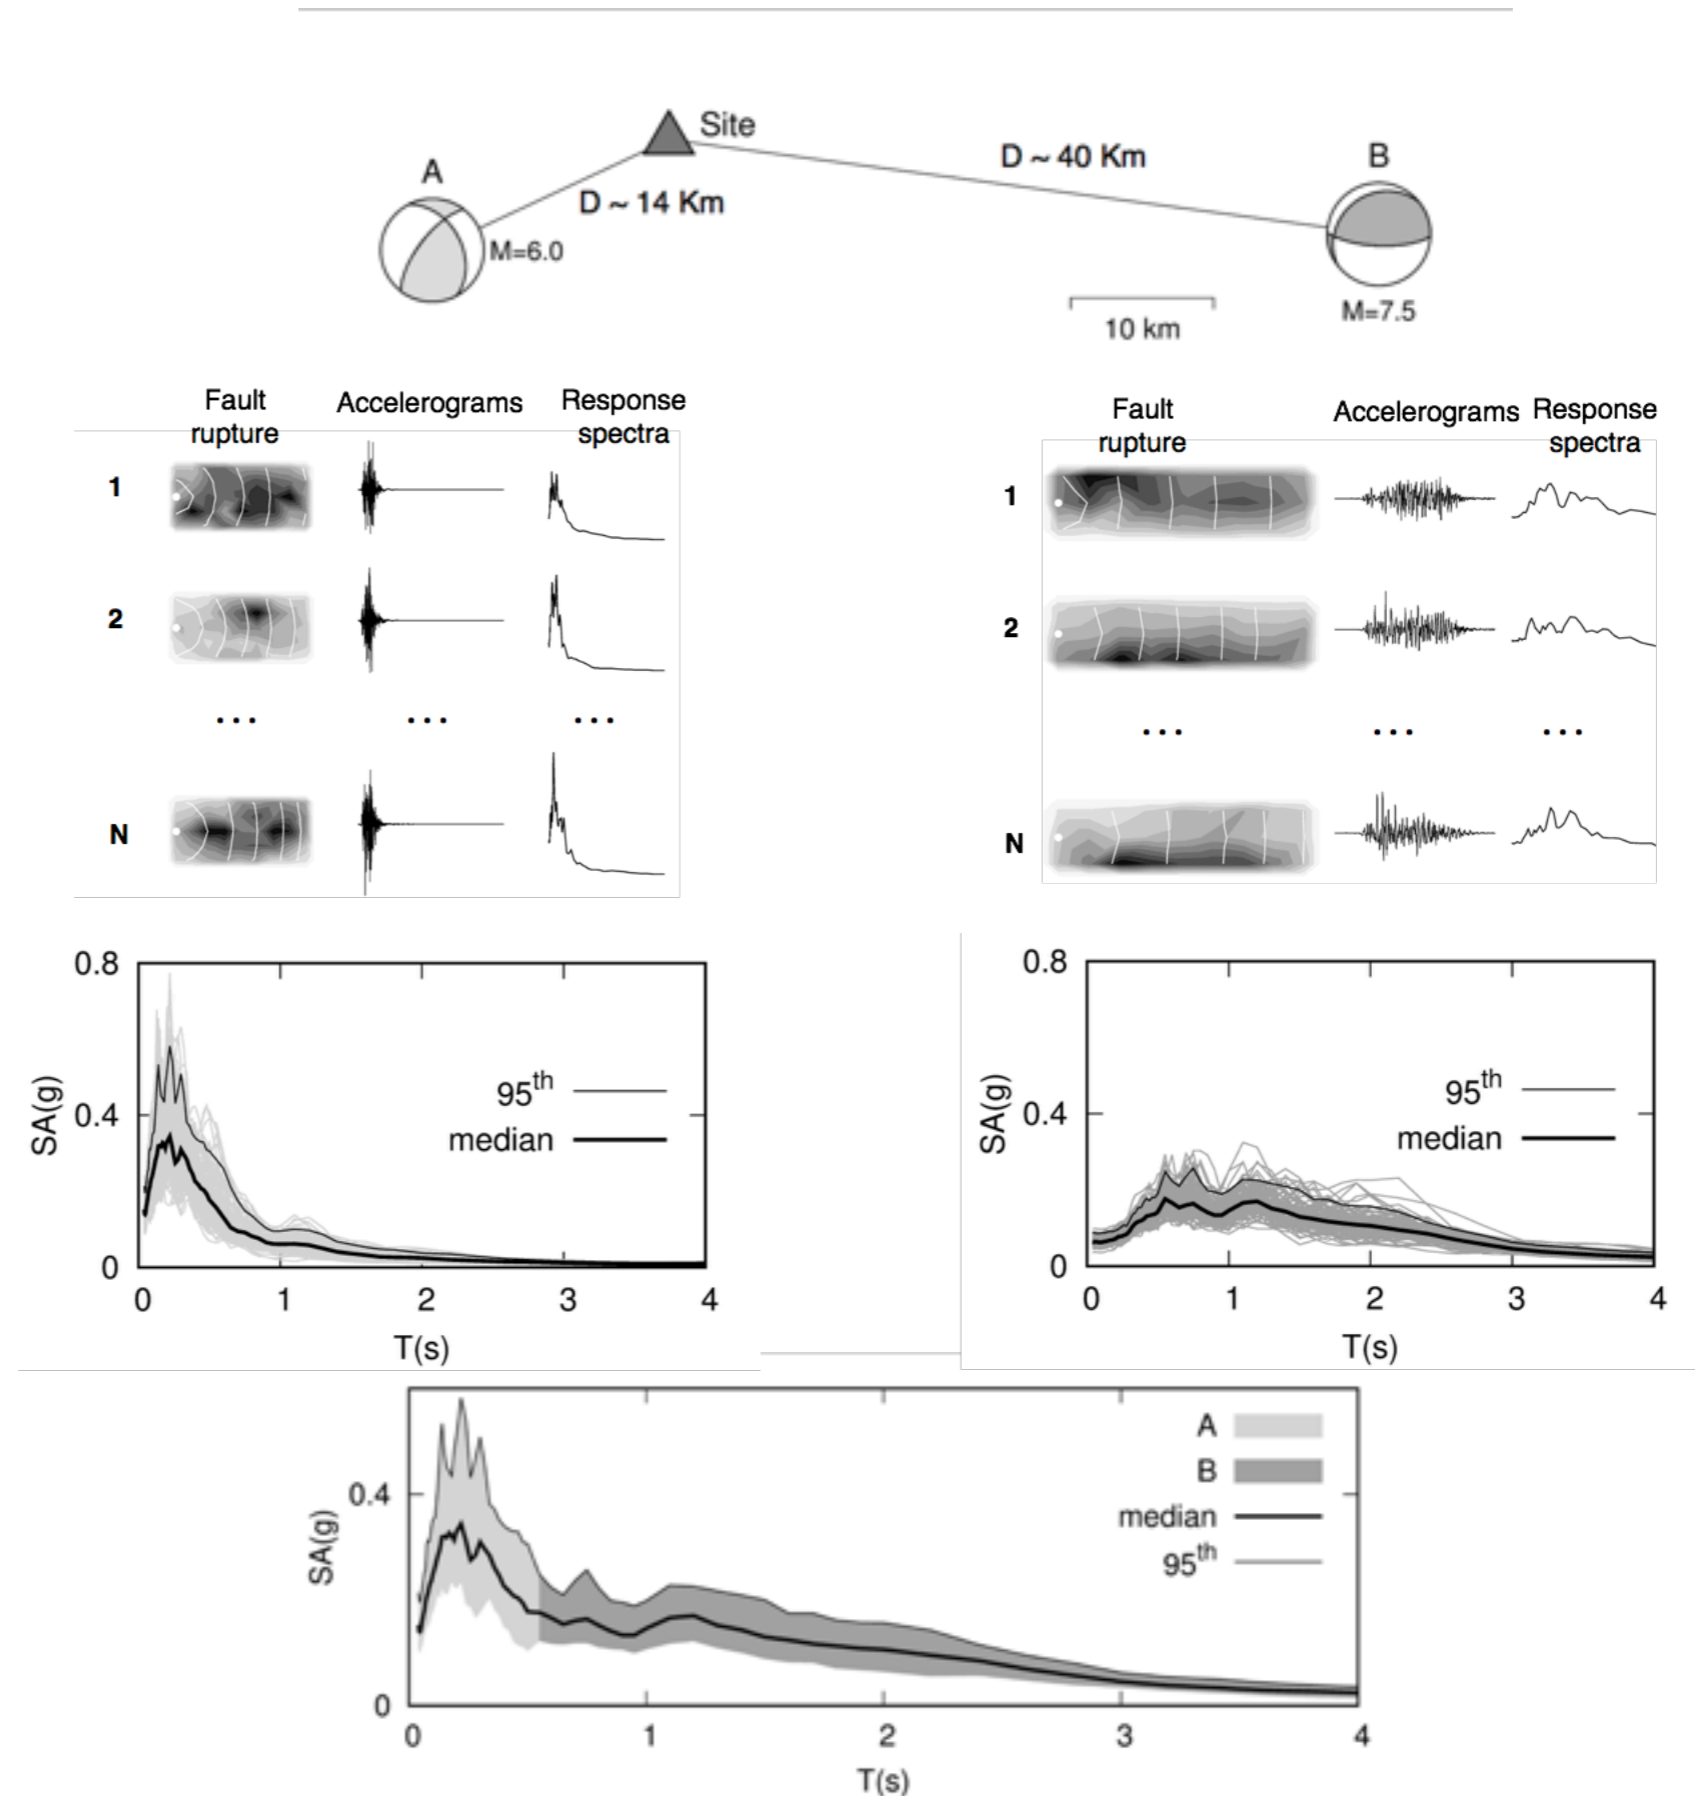 Site
A
D ~ 14 Km
M=6.0
D ~ 40 Km
B
M=7.5
10 km
Fault
rupture
Accelerograms
Response
spectra
1
2
...
...
...
N
Fault
rupture
Accelerograms
Response
spectra
1
2
...
...
...
N
0.8
0.4
0
SA(g)
95th
median
0 1 2 3 4
T(s)
0.8
0.4
0
SA(g)
95th
median
0 1 2 3 4
T(s)
0.4
0
SA(g)
A
B
median
95th
0 1 2 3 4
T(s)